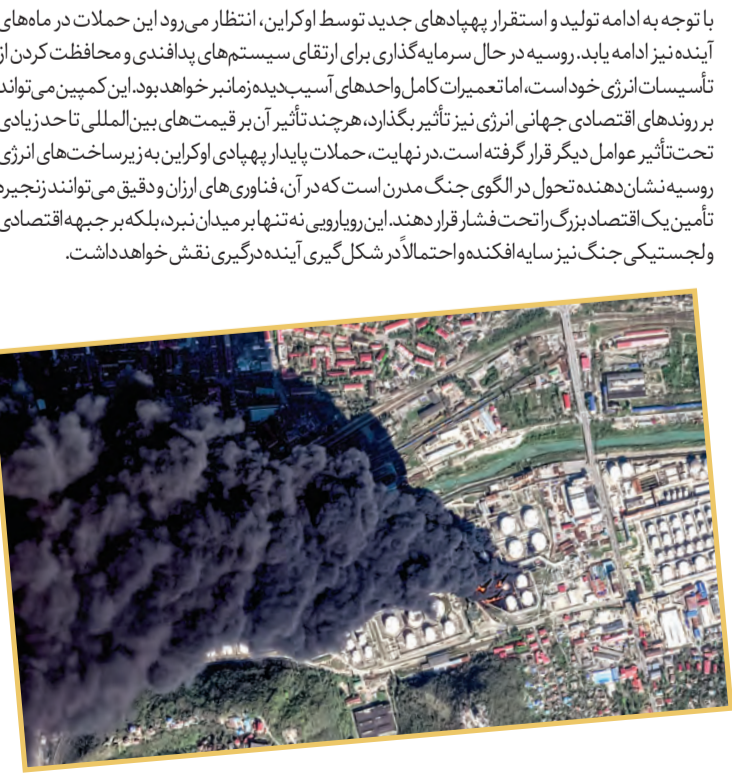 با توجه به ادامه تولید و استقرار پهپادهای جدید توسط اوکراین، انتظار می‌رود این حملات در ماه‌های
آینده نیز ادامه یابد. روسیه در حال سرمایه‌گذاری برای ارتقای سیستم‌های پدافندی و محافظت کردن از
تأسیسات انرژی خود است، اما تعمیرات کامل واحدهای آسیب‌دیده زمانبر خواهد بود. این کمپین می‌تواند
بر روندهای اقتصادی جهانی انرژی نیز تأثیر بگذارد، هرچند تأثیر آن بر قیمت‌های بین‌المللی تا حد زیادی
تحت‌تأثیر عوامل دیگر قرار گرفته است. در نهایت، حملات پایدار پهپادی اوکراین به زیرساخت‌های انرژی
روسیه نشان‌دهنده تحول در الگوی جنگ مدرن است که در آن، فناوری‌های ارزان و دقیق می‌توانند زنجیره
تأمین یک اقتصاد بزرگ را تحت فشار قرار دهند. این رویارویی نه تنها بر میدان نبرد، بلکه بر جبهه اقتصادی
و لجستیکی جنگ نیز سایه افکنده و احتمالاً در شکل گیری آینده درگیری نقش خواهد داشت.